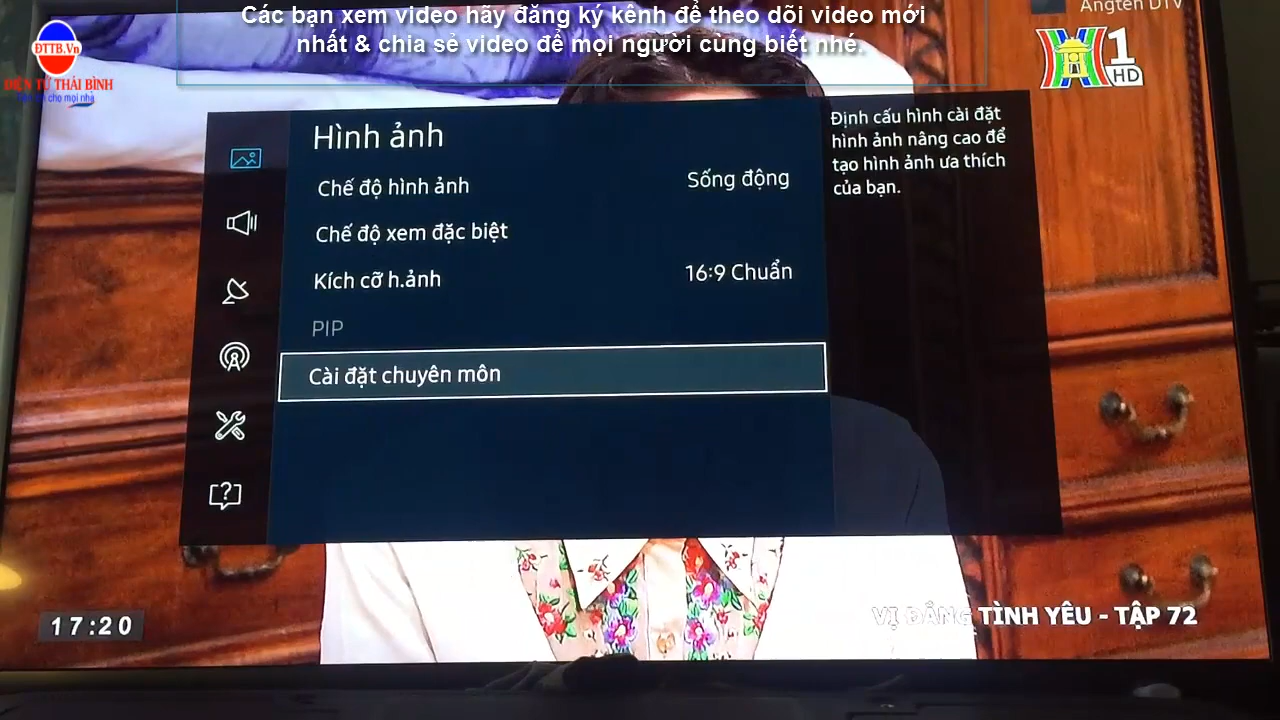 Các bạn xem video hãy đăng ký kênh để theo dõi video mới
nhất & chia sẻ video để mọi người cùng biết nhé.
Angten DTV
ĐTTB.Vn
ĐIỆN TỬ THÁI BÌNH
1
HD
Hình ảnh
Chế độ hình ảnh
Sống động
Chế độ xem đặc biệt
Kích cỡ h.ảnh
16:9 Chuẩn
PIP
Cài đặt chuyên môn
Định cấu hình cài đặt
hình ảnh nâng cao để
tạo hình ảnh ưa thích
của bạn.
17:20
VỊ ĐẮNG TÌNH YÊU - TẬP 72